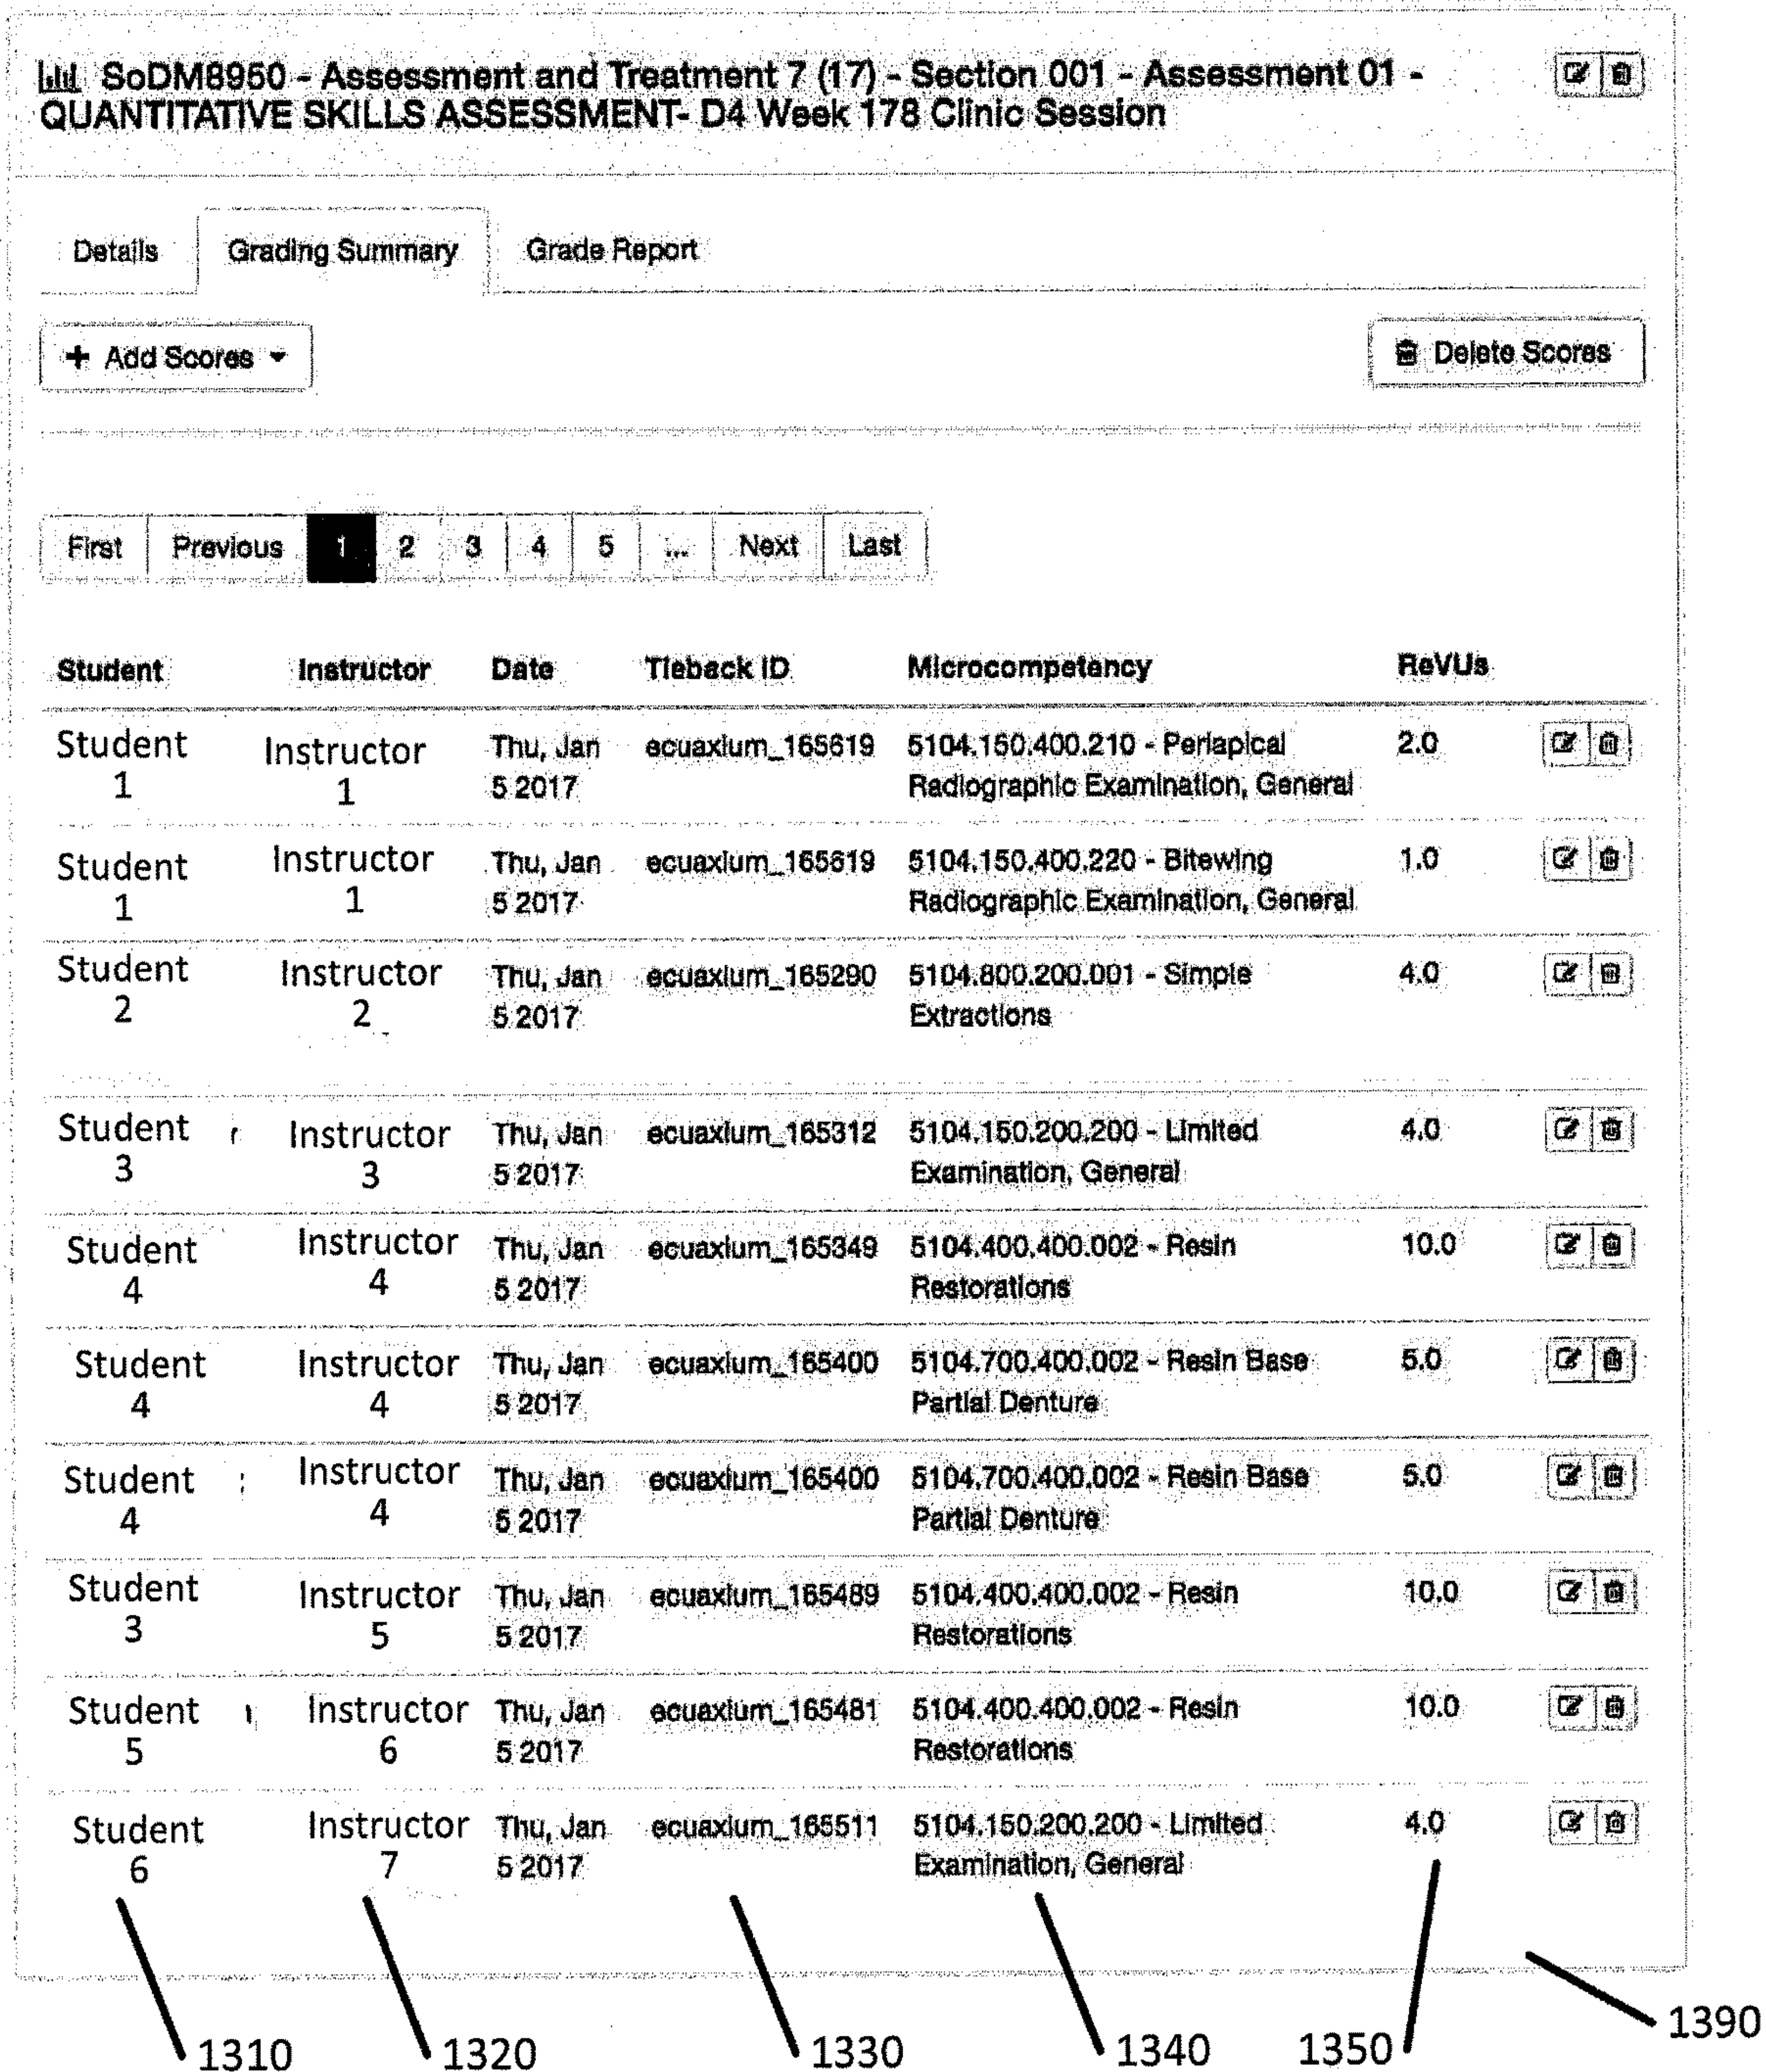 SoDM8950 - Assessment and Treatment 7 (17) - Section 001 - Assessment 01 -
QUANTITATIVE SKILLS ASSESSMENT- D4 Week 178 Clinic Session
Details Grading Summary Grade Report
+ Add Scores Delete Scores
First Previous 1 2 3 4 5 ... Next Last
Student Instructor Date Tieback ID Microcompetency ReVUs
Student Instructor Thu, Jan ecuaxium_165619 5104.150.400.210 - Periapical 2.0
1 1 5 2017 Radiographic Examination, General
Student Instructor Thu, Jan ecuaxium_165619 5104.150.400.220 - Bitewing 1.0
1 1 5 2017 Radiographic Examination, General
Student Instructor Thu, Jan ecuaxium_165290 5104.800.200.001 - Simple 4.0
2 2 5 2017 Extractions
Student Instructor Thu, Jan ecuaxium_165312 5104.150.200.200 - Limited 4.0
3 3 5 2017 Examination, General
Student Instructor Thu, Jan ecuaxium_165349 5104.400.400.002 - Resin 10.0
4 4 5 2017 Restorations
Student Instructor Thu, Jan ecuaxium_165400 5104.700.400.002 - Resin Base 5.0
4 4 5 2017 Partial Denture
Student Instructor Thu, Jan ecuaxium_165400 5104.700.400.002 - Resin Base 5.0
4 4 5 2017 Partial Denture
Student Instructor Thu, Jan ecuaxium_165489 5104.400.400.002 - Resin 10.0
3 5 5 2017 Restorations
Student Instructor Thu, Jan ecuaxium_165481 5104.400.400.002 - Resin 10.0
5 6 5 2017 Restorations
Student Instructor Thu, Jan ecuaxium_165511 5104.150.200.200 - Limited 4.0
6 7 5 2017 Examination, General
1390
1310 1320 1330 1340 1350